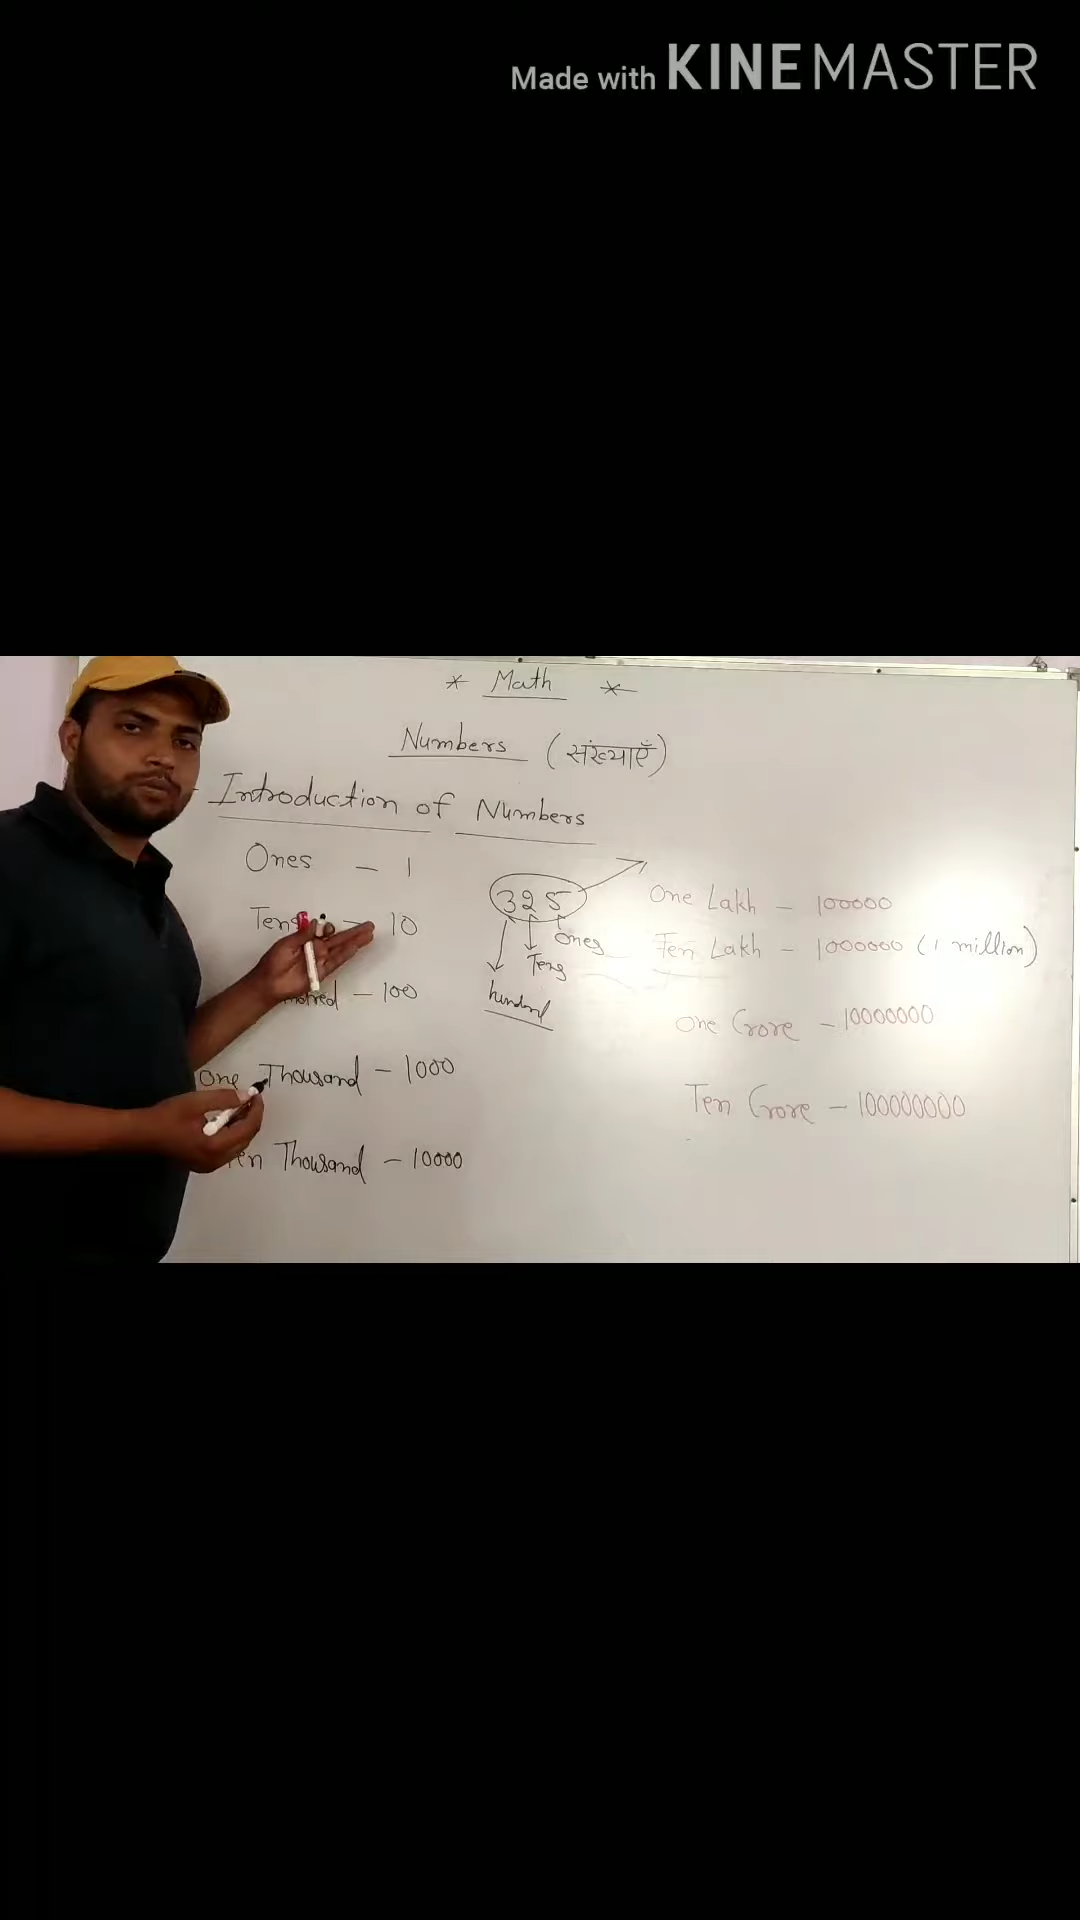 Made with KINEMASTER
* Math *
Numbers (संख्याएँ)
Introduction of Numbers
Ones - 1
Tens - 10
- 100
One Thousand - 1000
Thousand - 10000
325
Ones
Tens
hundred
One Lakh - 100000
Ten Lakh - 1000000 (1 million)
One Crore - 10000000
Ten Crore - 100000000